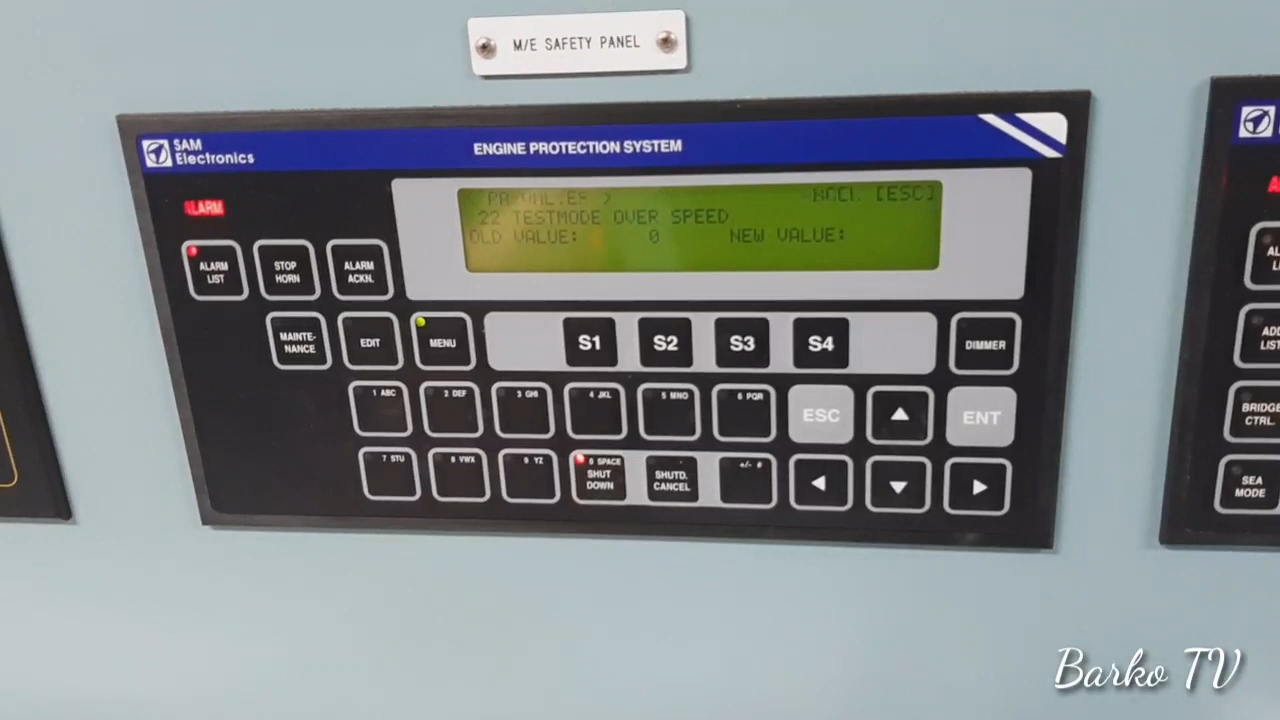 M/E SAFETY PANEL
SAM
Electronics
ENGINE PROTECTION SYSTEM
ALARM
[ESC]
22 TESTMODE OVER SPEED
OLD VALUE: 0 NEW VALUE:
ALARM
LIST
STOP
HORN
ALARM
ACKN.
MAINTE-
NANCE
EDIT
MENU
S1
S2
S3
S4
DIMMER
1 ABC
2 DEF
3 GHI
4 JKL
5 MNO
6 PQR
ESC
ENT
7 STU
8 VWX
9 YZ
0 SPACE
SHUT
DOWN
SHUTD.
CANCEL
+/- #
BRIDGE
CTRL.
SEA
MODE
Barko TV